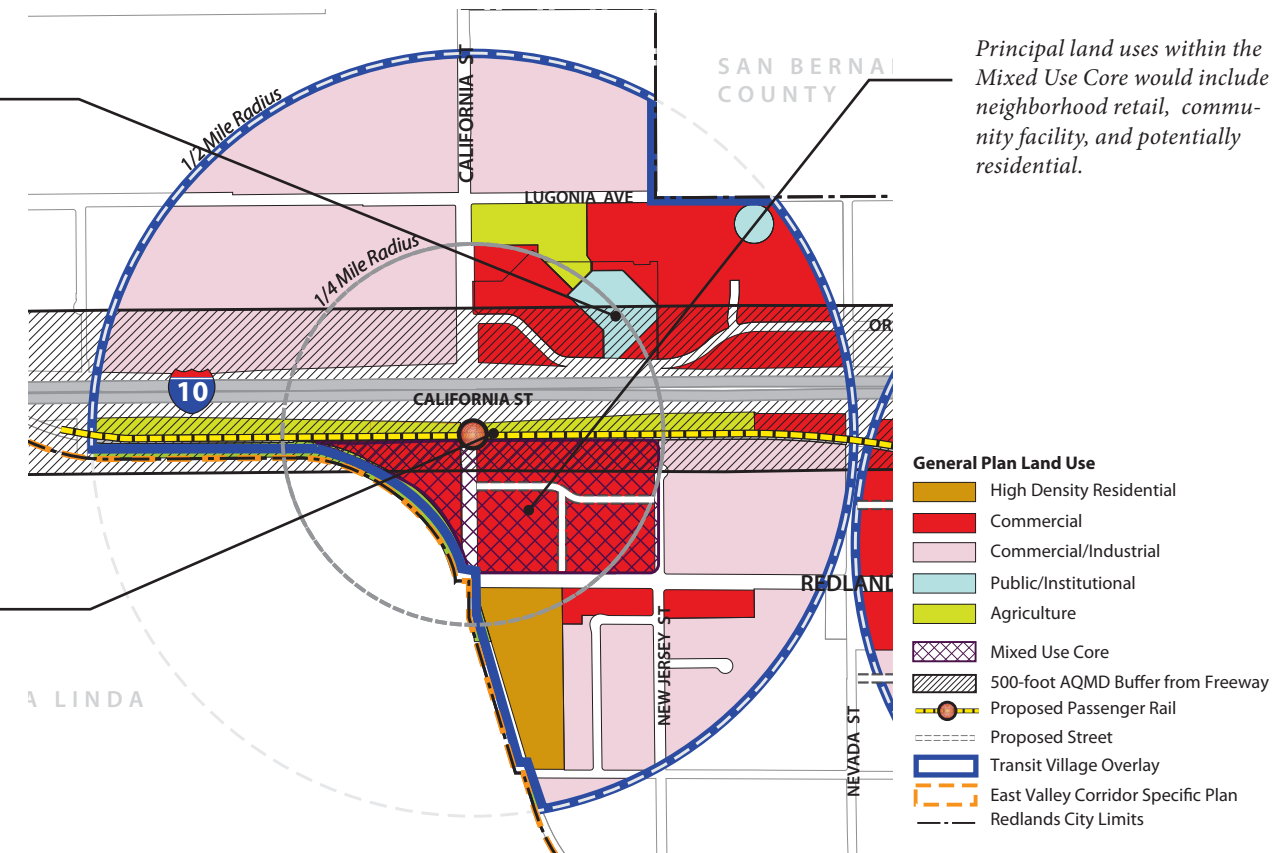 Principal land uses within the
Mixed Use Core would include
neighborhood retail, commu-
nity facility, and potentially
residential.
SAN BERNA
COUNTY
CALIFORNIA ST
1/2 Mile Radius
LUGONIA AVE
1/4 Mile Radius
OR
10
CALIFORNIA ST
REDLAND
NEW JERSEY ST
NEVADA ST
A LINDA
General Plan Land Use
High Density Residential
Commercial
Commercial/Industrial
Public/Institutional
Agriculture
Mixed Use Core
500-foot AQMD Buffer from Freeway
Proposed Passenger Rail
Proposed Street
Transit Village Overlay
East Valley Corridor Specific Plan
Redlands City Limits